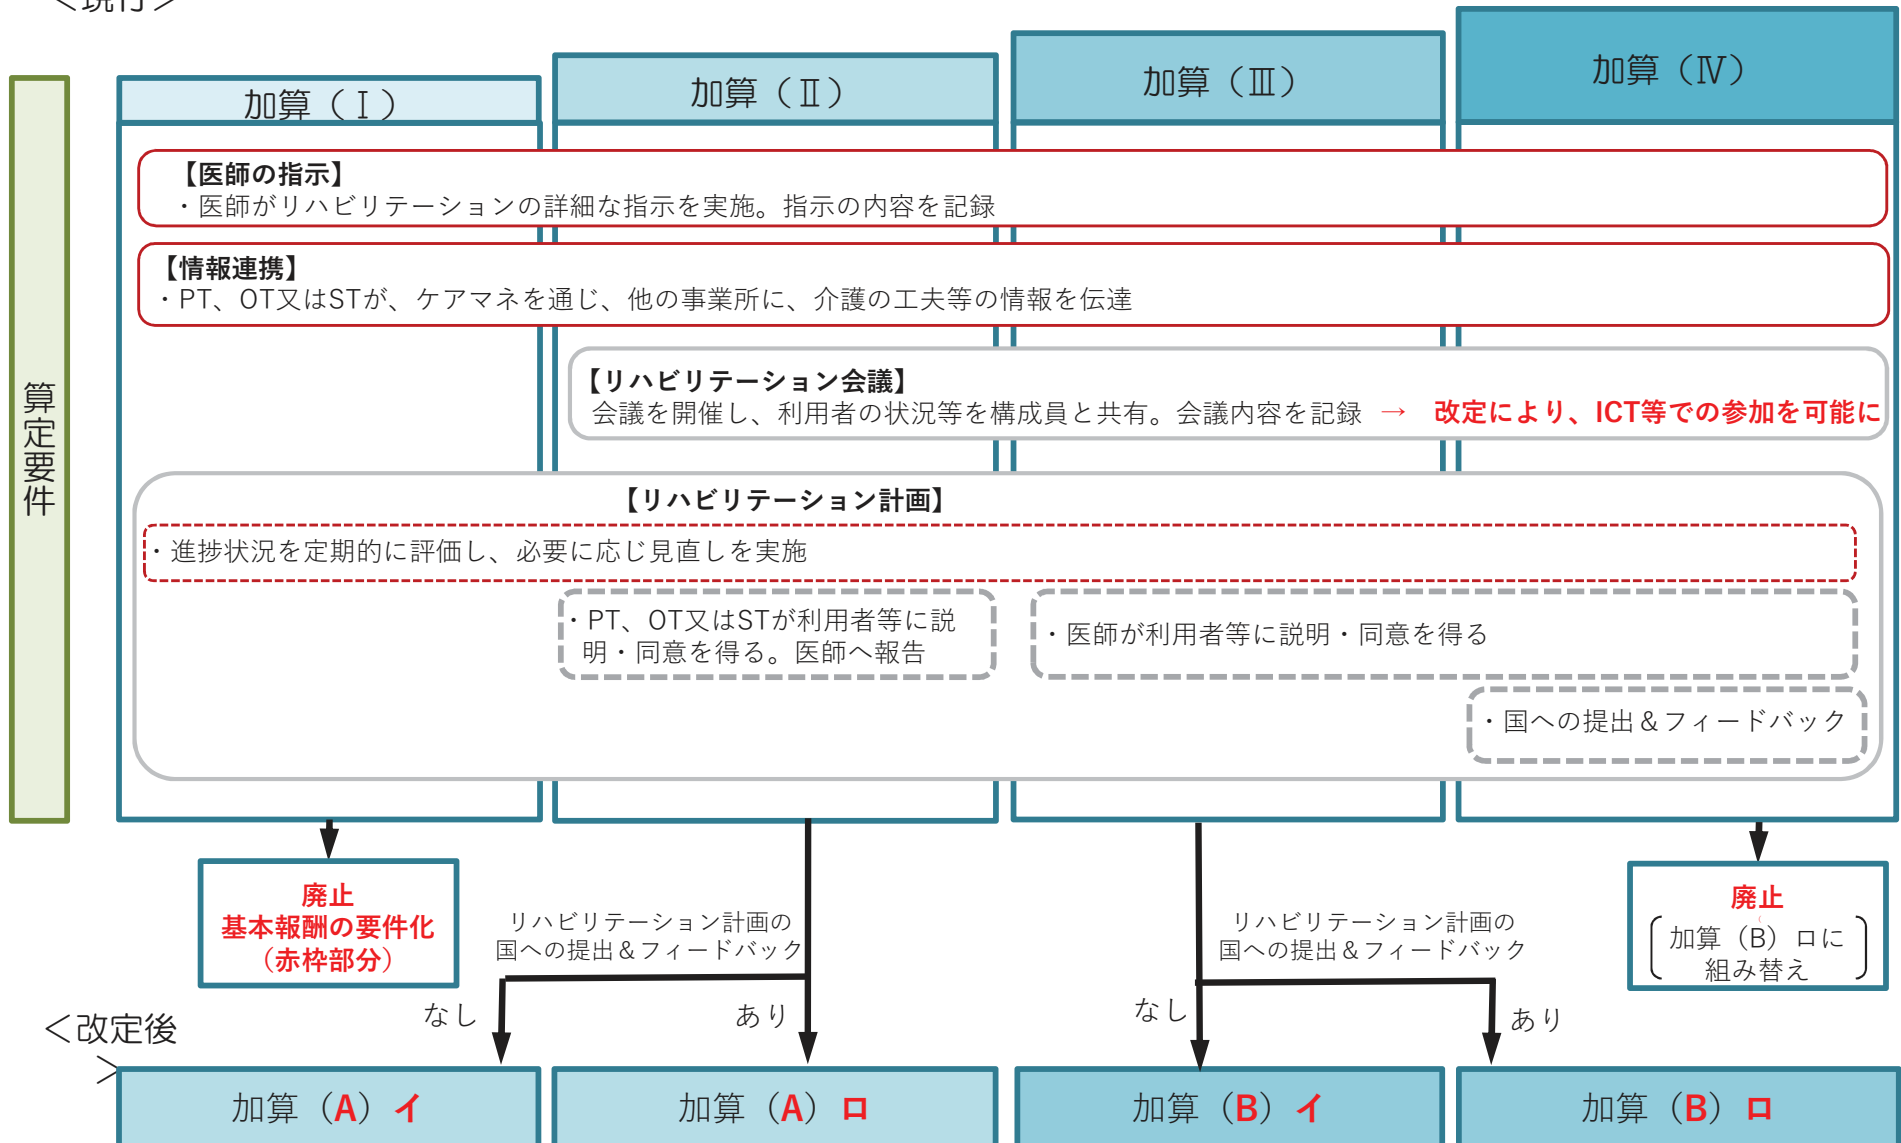 ＜現行＞
加算（Ⅰ）
加算（Ⅱ）
加算（Ⅲ）
加算（Ⅳ）
算定要件
【医師の指示】
・医師がリハビリテーションの詳細な指示を実施。指示の内容を記録
【情報連携】
・PT、OT又はSTが、ケアマネを通じ、他の事業所に、介護の工夫等の情報を伝達
【リハビリテーション会議】
会議を開催し、利用者の状況等を構成員と共有。会議内容を記録 → 改定により、ICT等での参加を可能に
【リハビリテーション計画】
・進捗状況を定期的に評価し、必要に応じ見直しを実施
・PT、OT又はSTが利用者等に説
明・同意を得る。医師へ報告
・医師が利用者等に説明・同意を得る
・国への提出＆フィードバック
廃止
基本報酬の要件化
（赤枠部分）
リハビリテーション計画の
国への提出＆フィードバック
なし
あり
リハビリテーション計画の
国への提出＆フィードバック
なし
あり
廃止
加算（B）ロに
組み替え
＜改定後
＞
加算（A）イ
加算（A）ロ
加算（B）イ
加算（B）ロ